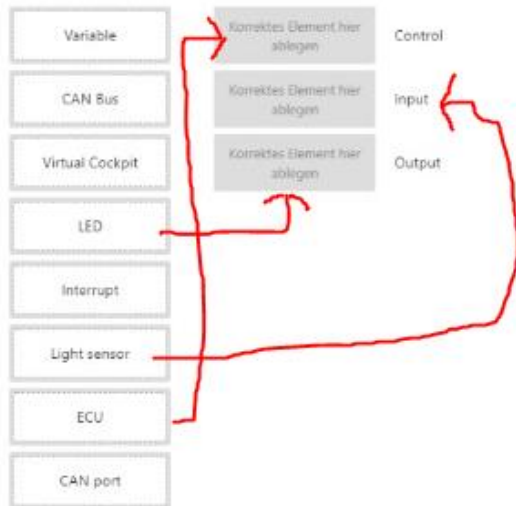 Variable
Korrektes Element hier
ablegen
Control
CAN Bus
Korrektes Element hier
ablegen
Input
Virtual Cockpit
Korrektes Element hier
ablegen
Output
LED
Interrupt
Light sensor
ECU
CAN port